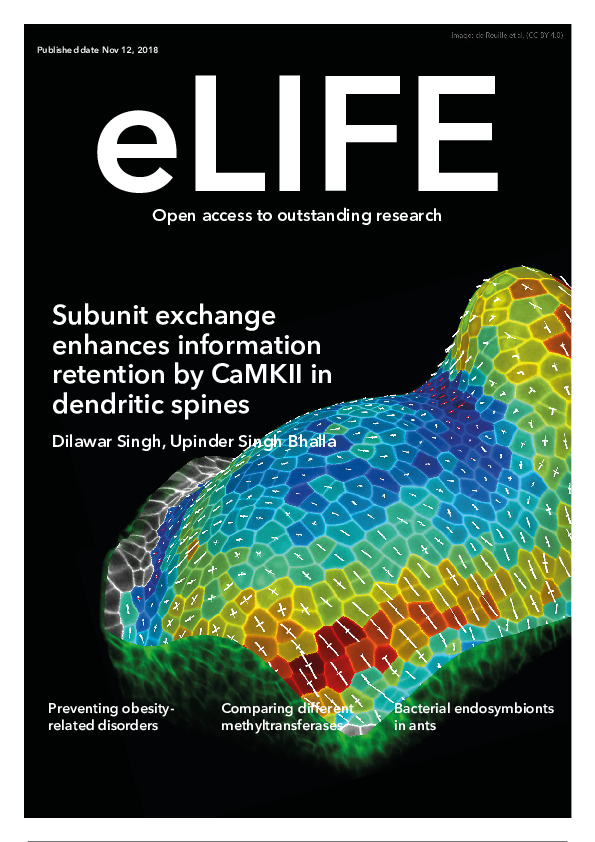 Image: de Reuille et al. (CC BY 4.0)
Published date Nov 12, 2018
eLIFE
Open access to outstanding research
Subunit exchange
enhances information
retention by CaMKII in
dendritic spines
Dilawar Singh, Upinder Singh Bhalla
Preventing obesity-
related disorders
Comparing different
methyltransferases
Bacterial endosymbionts
in ants